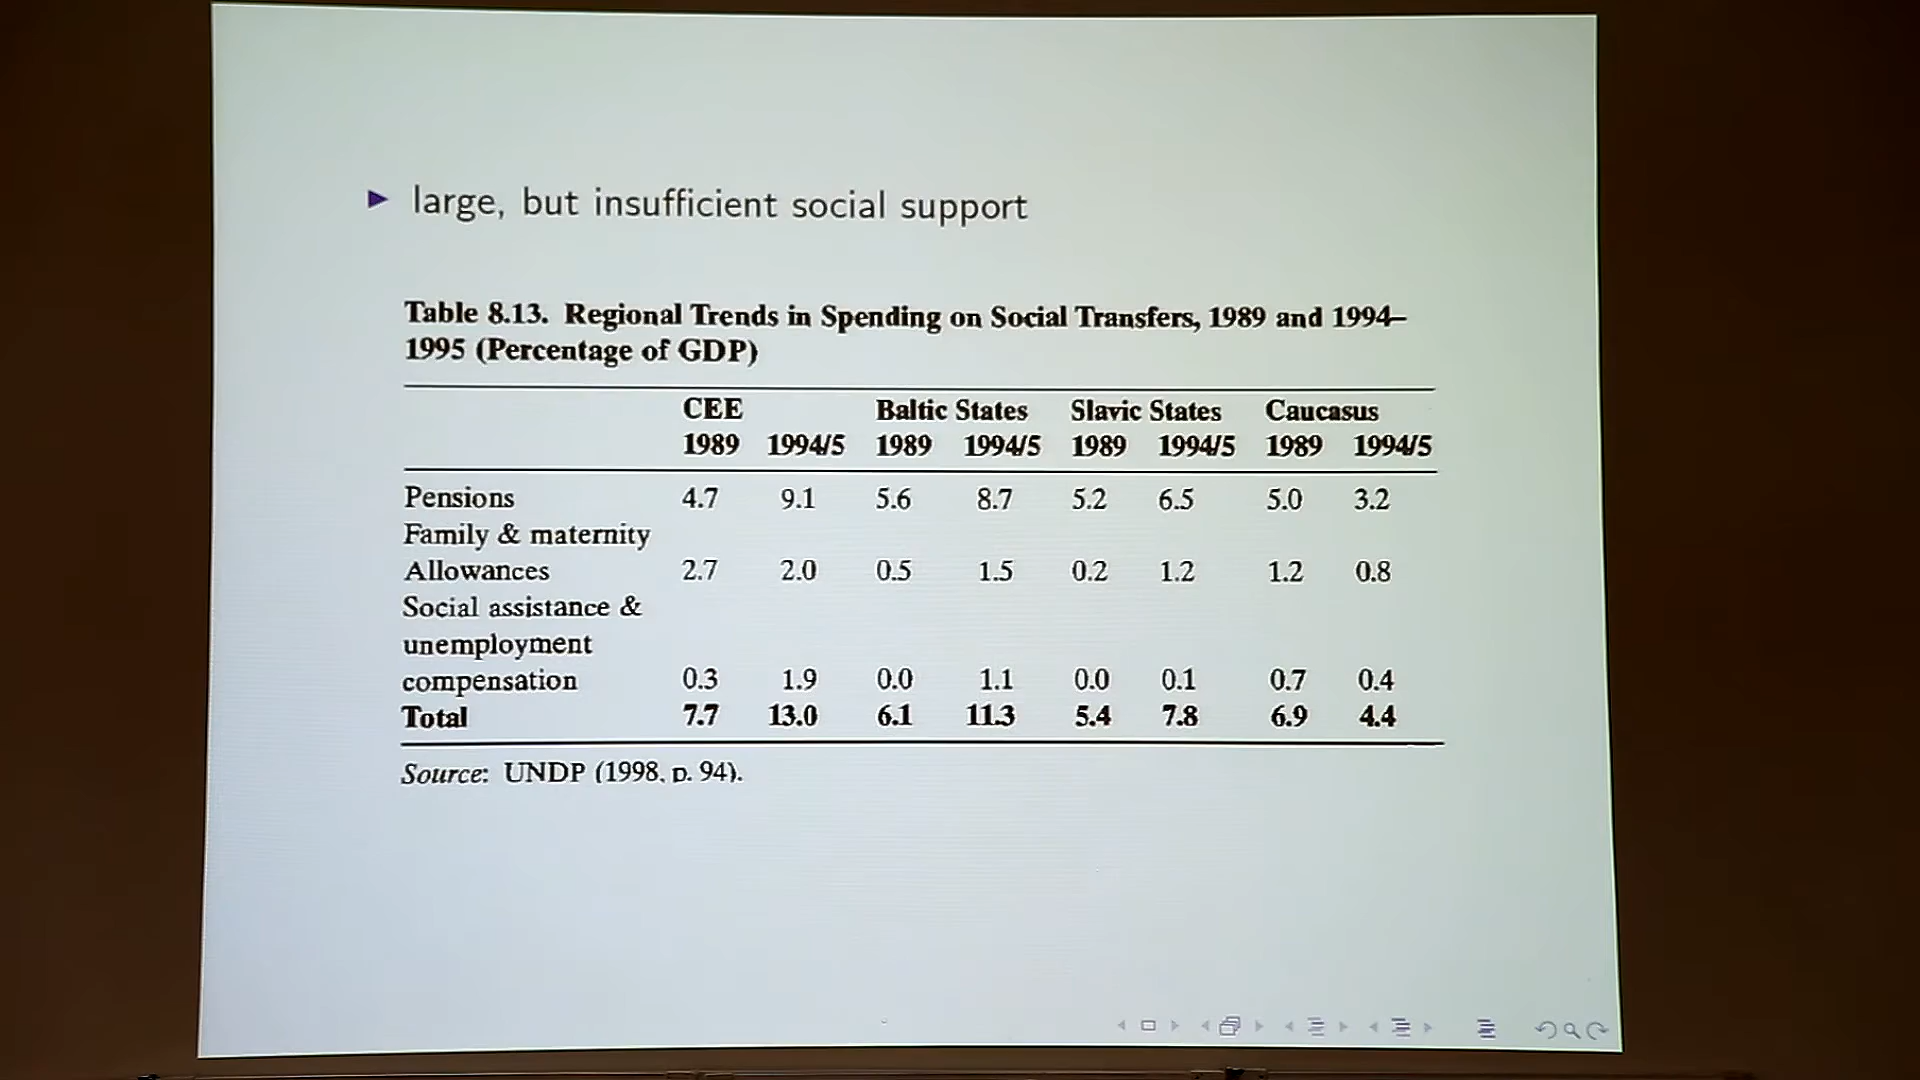 large, but insufficient social support
Table 8.13. Regional Trends in Spending on Social Transfers, 1989 and 1994–
1995 (Percentage of GDP)
CEE Baltic States Slavic States Caucasus
1989 1994/5 1989 1994/5 1989 1994/5 1989 1994/5
Pensions 4.7 9.1 5.6 8.7 5.2 6.5 5.0 3.2
Family & maternity
Allowances 2.7 2.0 0.5 1.5 0.2 1.2 1.2 0.8
Social assistance &
unemployment
compensation 0.3 1.9 0.0 1.1 0.0 0.1 0.7 0.4
Total 7.7 13.0 6.1 11.3 5.4 7.8 6.9 4.4
Source: UNDP (1998, p. 94).